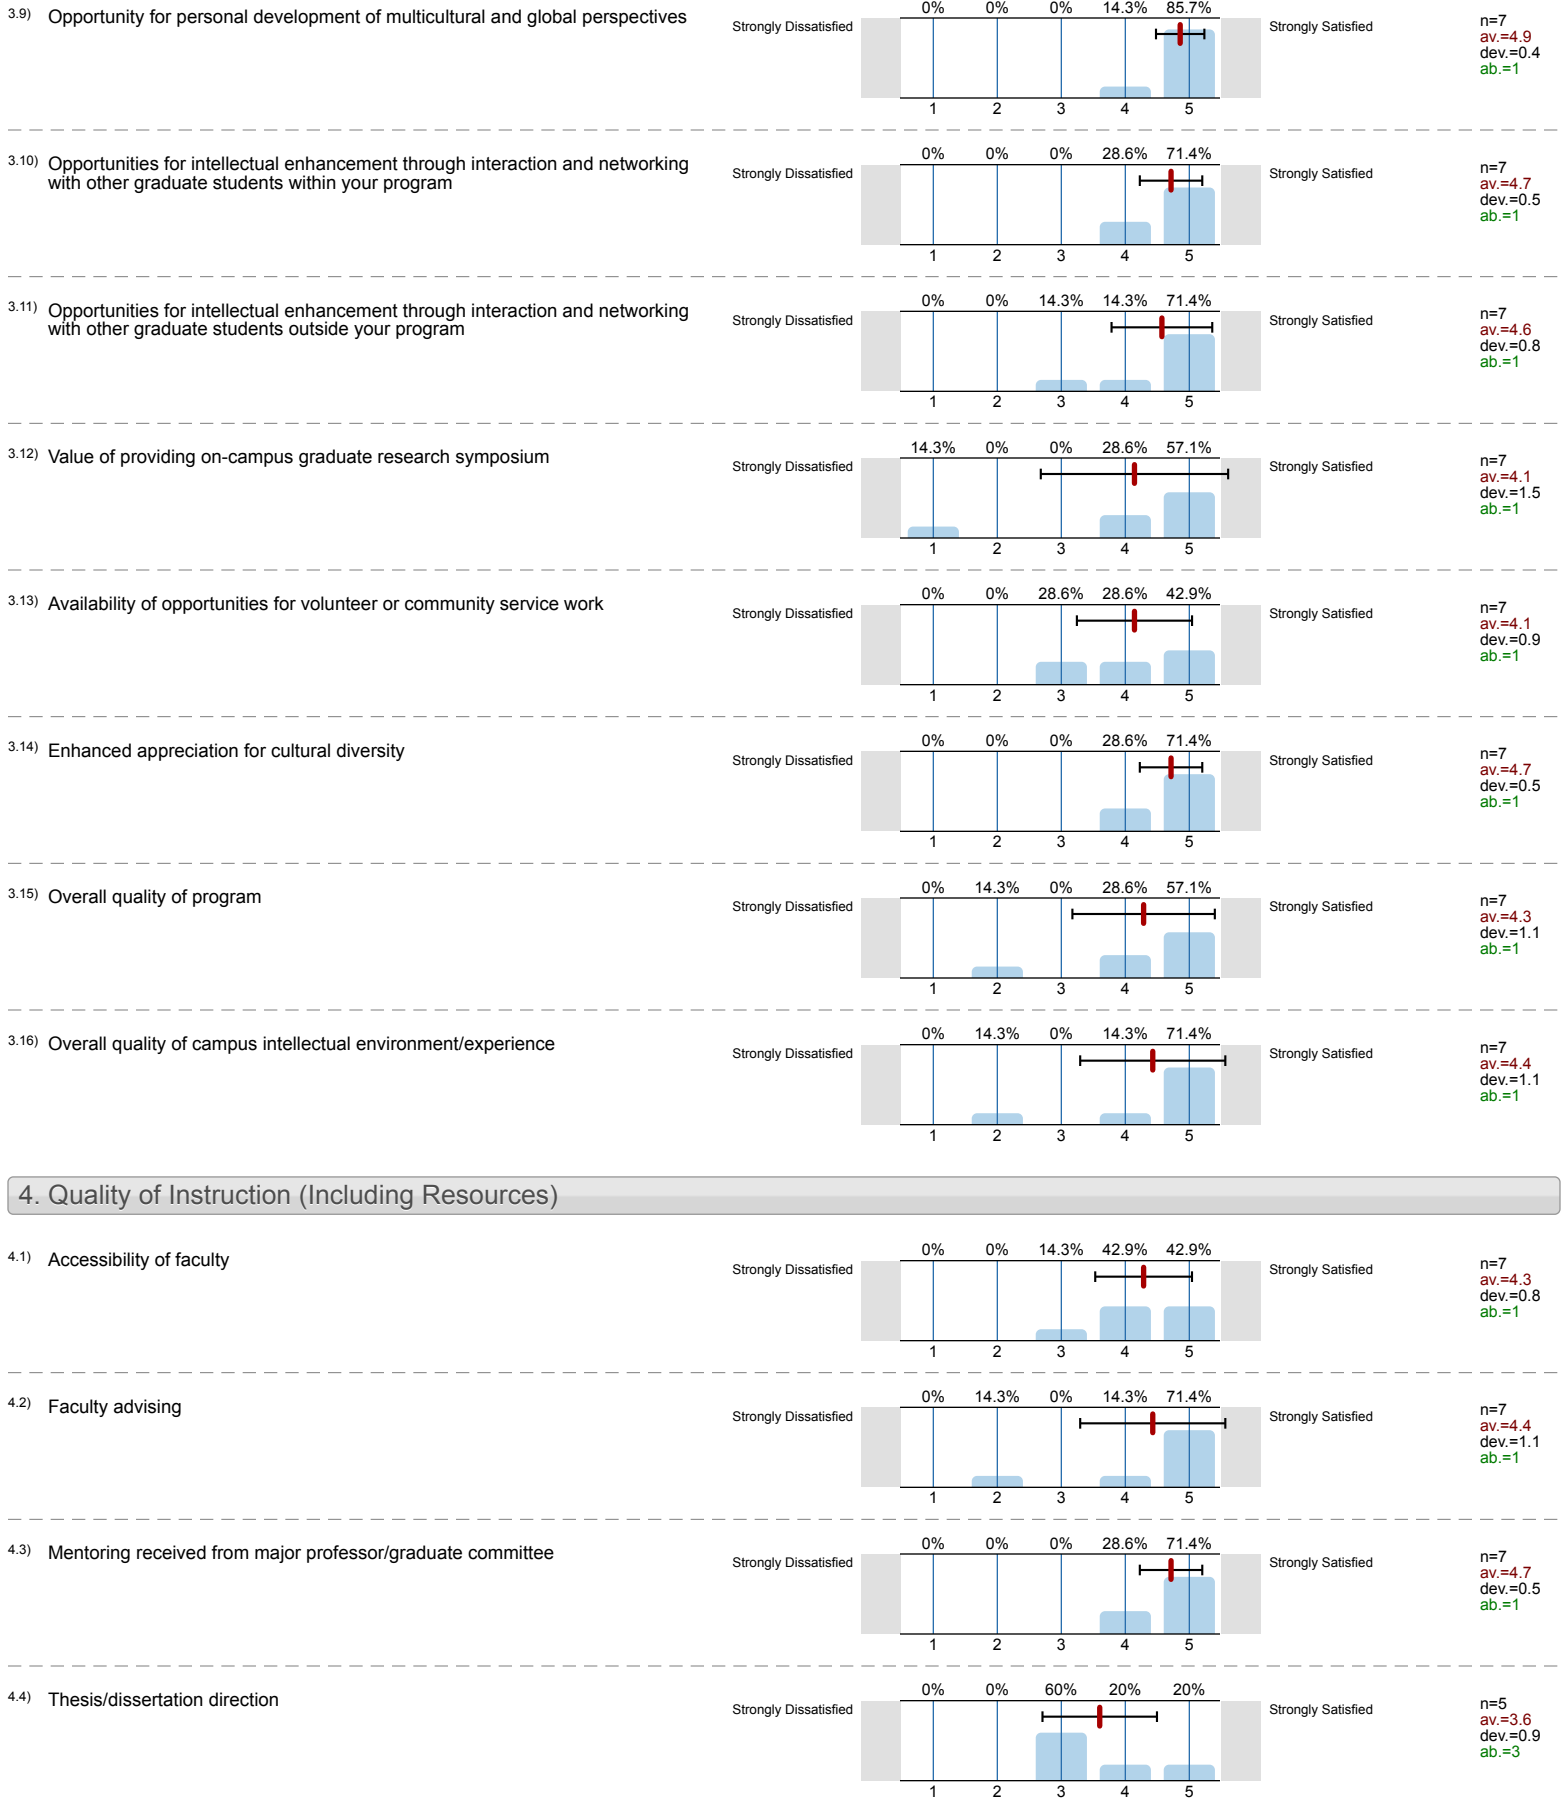 3.9) Opportunity for personal development of multicultural and global perspectives
Strongly Dissatisfied
0% 0% 0% 14.3% 85.7%
1 2 3 4 5
Strongly Satisfied
n=7
av.=4.9
dev.=0.4
ab.=1
3.10) Opportunities for intellectual enhancement through interaction and networking
with other graduate students within your program
Strongly Dissatisfied
0% 0% 0% 28.6% 71.4%
1 2 3 4 5
Strongly Satisfied
n=7
av.=4.7
dev.=0.5
ab.=1
3.11) Opportunities for intellectual enhancement through interaction and networking
with other graduate students outside your program
Strongly Dissatisfied
0% 0% 14.3% 14.3% 71.4%
1 2 3 4 5
Strongly Satisfied
n=7
av.=4.6
dev.=0.8
ab.=1
3.12) Value of providing on-campus graduate research symposium
Strongly Dissatisfied
14.3% 0% 0% 28.6% 57.1%
1 2 3 4 5
Strongly Satisfied
n=7
av.=4.1
dev.=1.5
ab.=1
3.13) Availability of opportunities for volunteer or community service work
Strongly Dissatisfied
0% 0% 28.6% 28.6% 42.9%
1 2 3 4 5
Strongly Satisfied
n=7
av.=4.1
dev.=0.9
ab.=1
3.14) Enhanced appreciation for cultural diversity
Strongly Dissatisfied
0% 0% 0% 28.6% 71.4%
1 2 3 4 5
Strongly Satisfied
n=7
av.=4.7
dev.=0.5
ab.=1
3.15) Overall quality of program
Strongly Dissatisfied
0% 14.3% 0% 28.6% 57.1%
1 2 3 4 5
Strongly Satisfied
n=7
av.=4.3
dev.=1.1
ab.=1
3.16) Overall quality of campus intellectual environment/experience
Strongly Dissatisfied
0% 14.3% 0% 14.3% 71.4%
1 2 3 4 5
Strongly Satisfied
n=7
av.=4.4
dev.=1.1
ab.=1
4. Quality of Instruction (Including Resources)
4.1) Accessibility of faculty
Strongly Dissatisfied
0% 0% 14.3% 42.9% 42.9%
1 2 3 4 5
Strongly Satisfied
n=7
av.=4.3
dev.=0.8
ab.=1
4.2) Faculty advising
Strongly Dissatisfied
0% 14.3% 0% 14.3% 71.4%
1 2 3 4 5
Strongly Satisfied
n=7
av.=4.4
dev.=1.1
ab.=1
4.3) Mentoring received from major professor/graduate committee
Strongly Dissatisfied
0% 0% 0% 28.6% 71.4%
1 2 3 4 5
Strongly Satisfied
n=7
av.=4.7
dev.=0.5
ab.=1
4.4) Thesis/dissertation direction
Strongly Dissatisfied
0% 0% 60% 20% 20%
1 2 3 4 5
Strongly Satisfied
n=5
av.=3.6
dev.=0.9
ab.=3